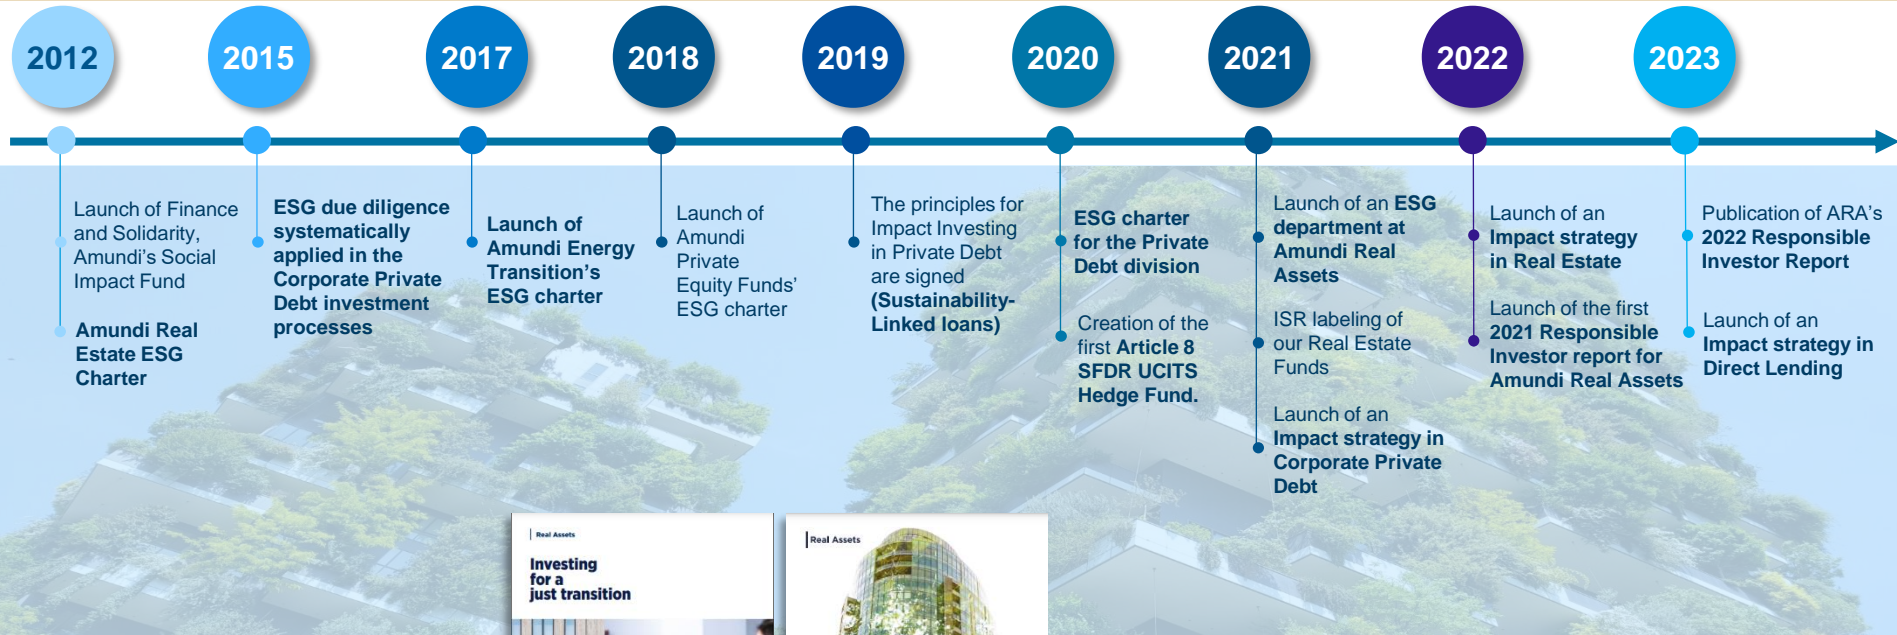 2012
2015
2017
2018
2019
2020
2021
2022
2023
Launch of Finance
and Solidarity,
Amundi's Social
Impact Fund
Amundi Real
Estate ESG
Charter
ESG due diligence
systematically
applied in the
Corporate Private
Debt investment
processes
Launch of
Amundi Energy
Transition's
ESG charter
Launch of
Amundi
Private
Equity Funds'
ESG charter
The principles for
Impact Investing
in Private Debt
are signed
(Sustainability-
Linked loans)
ESG charter
for the Private
Debt division
Creation of the
first Article 8
SFDR UCITS
Hedge Fund.
Launch of an ESG
department at
Amundi Real
Assets
ISR labeling of
our Real Estate
Funds
Launch of an
Impact strategy in
Corporate Private
Debt
Launch of an
Impact strategy
in Real Estate
Launch of the first
2021 Responsible
Investor report for
Amundi Real Assets
Publication of ARA's
2022 Responsible
Investor Report
Launch of an
Impact strategy in
Direct Lending
Real Assets
Investing
for a
just transition
Real Assets